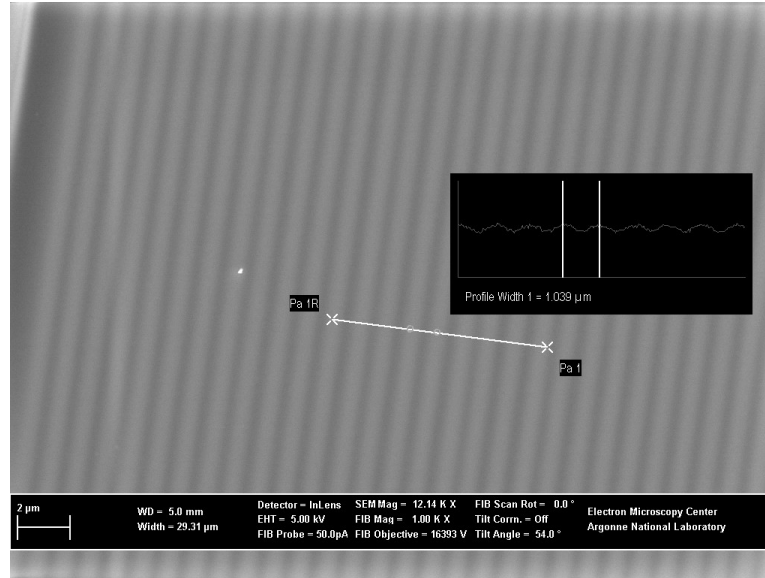 Profile Width 1 = 1.039 µm
Pa 1R
Pa 1
2 µm
WD = 5.0 mm
Width = 29.31 µm
Detector = InLens
EHT = 5.00 kV
FIB Probe = 50.0pA
SEM Mag = 12.14 K X
FIB Mag = 1.00 K X
FIB Objective = 16393 V
FIB Scan Rot = 0.0 °
Tilt Corrn. = Off
Tilt Angle = 54.0 °
Electron Microscopy Center
Argonne National Laboratory